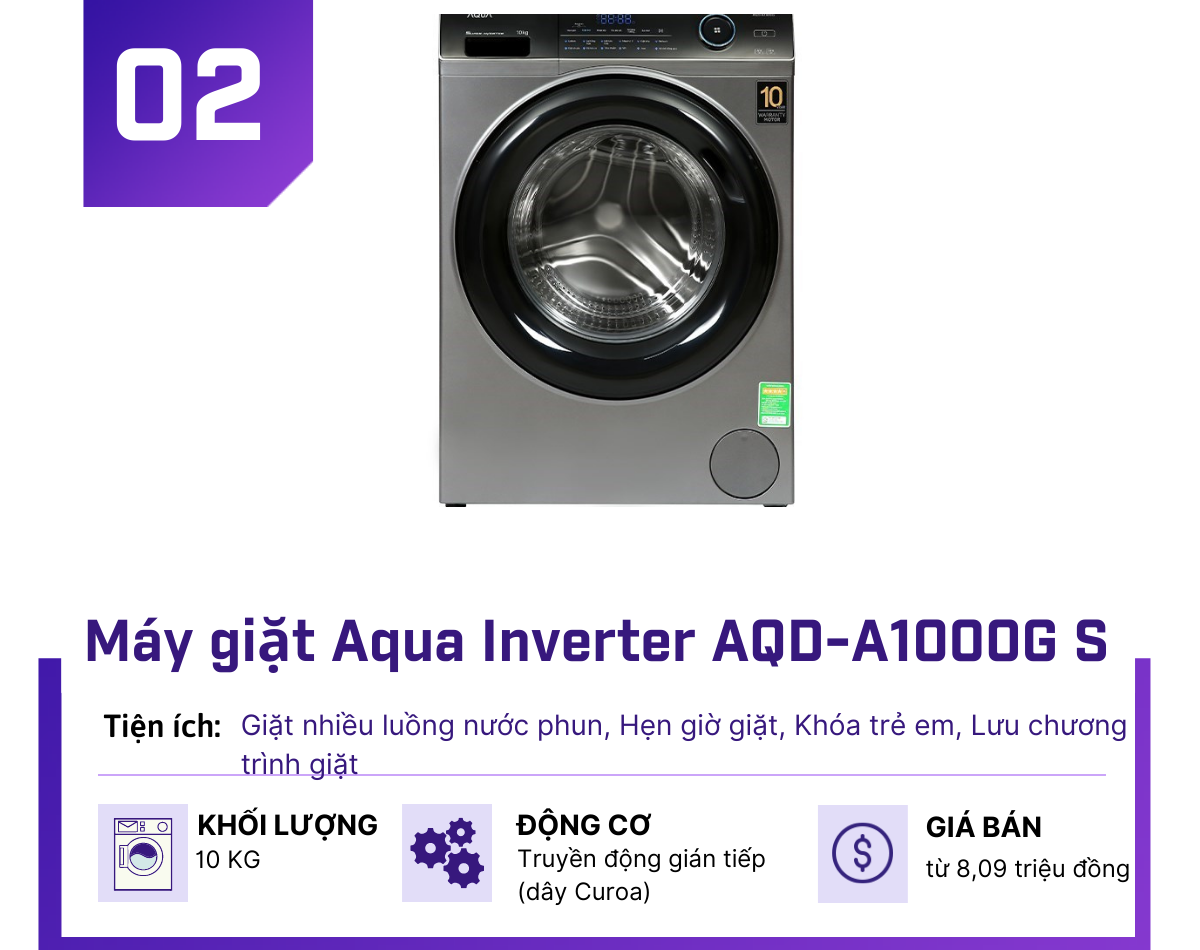 02
AQUA
10kg
10
WARRANTY
MOTOR
Máy giặt Aqua Inverter AQD-A1000G S
Tiện ích: Giặt nhiều luồng nước phun, Hẹn giờ giặt, Khóa trẻ em, Lưu chương
trình giặt
KHỐI LƯỢNG
10 KG
ĐỘNG CƠ
Truyền động gián tiếp
(dây Curoa)
GIÁ BÁN
từ 8,09 triệu đồng